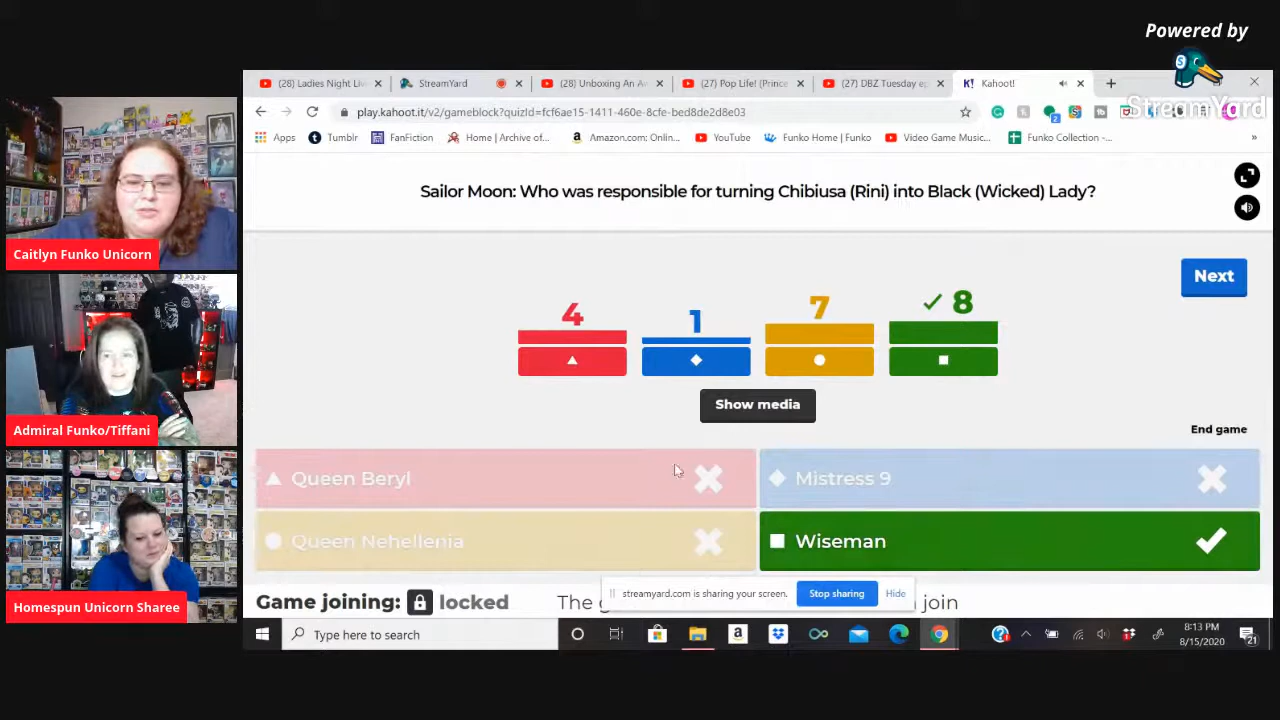 Powered by
StreamYard
(28) Ladies Night Liv
StreamYard
(28) Unboxing An A
(27) Pop Life! (Prince
(27) DBZ Tuesday ep
K! Kahoot!
play.kahoot.it/v2/gameblock?quizId=fcf6ae15-1411-460e-8cfe-bed8de2d8e03
Apps
Tumblr
FanFiction
Home | Archive of...
Amazon.com: Onlin...
YouTube
Funko Home | Funko
Video Game Music...
Funko Collection -...
»
Sailor Moon: Who was responsible for turning Chibiusa (Rini) into Black (Wicked) Lady?
Next
4
1
7
8
Show media
End game
Queen Beryl
Mistress 9
Queen Nehellenia
Wiseman
Game joining: locked
The g
join
streamyard.com is sharing your screen.
Stop sharing
Hide
Type here to search
8:13 PM
8/15/2020
21
Caitlyn Funko Unicorn
Admiral Funko/Tiffani
Homespun Unicorn Sharee